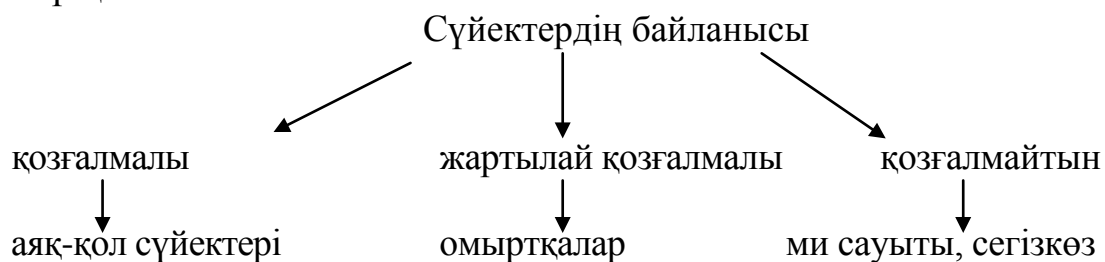 Сүйектердің байланысы
қозғалмалы жартылай қозғалмалы қозғалмайтын
аяқ-қол сүйектері омыртқалар ми сауыты, сегізкөз